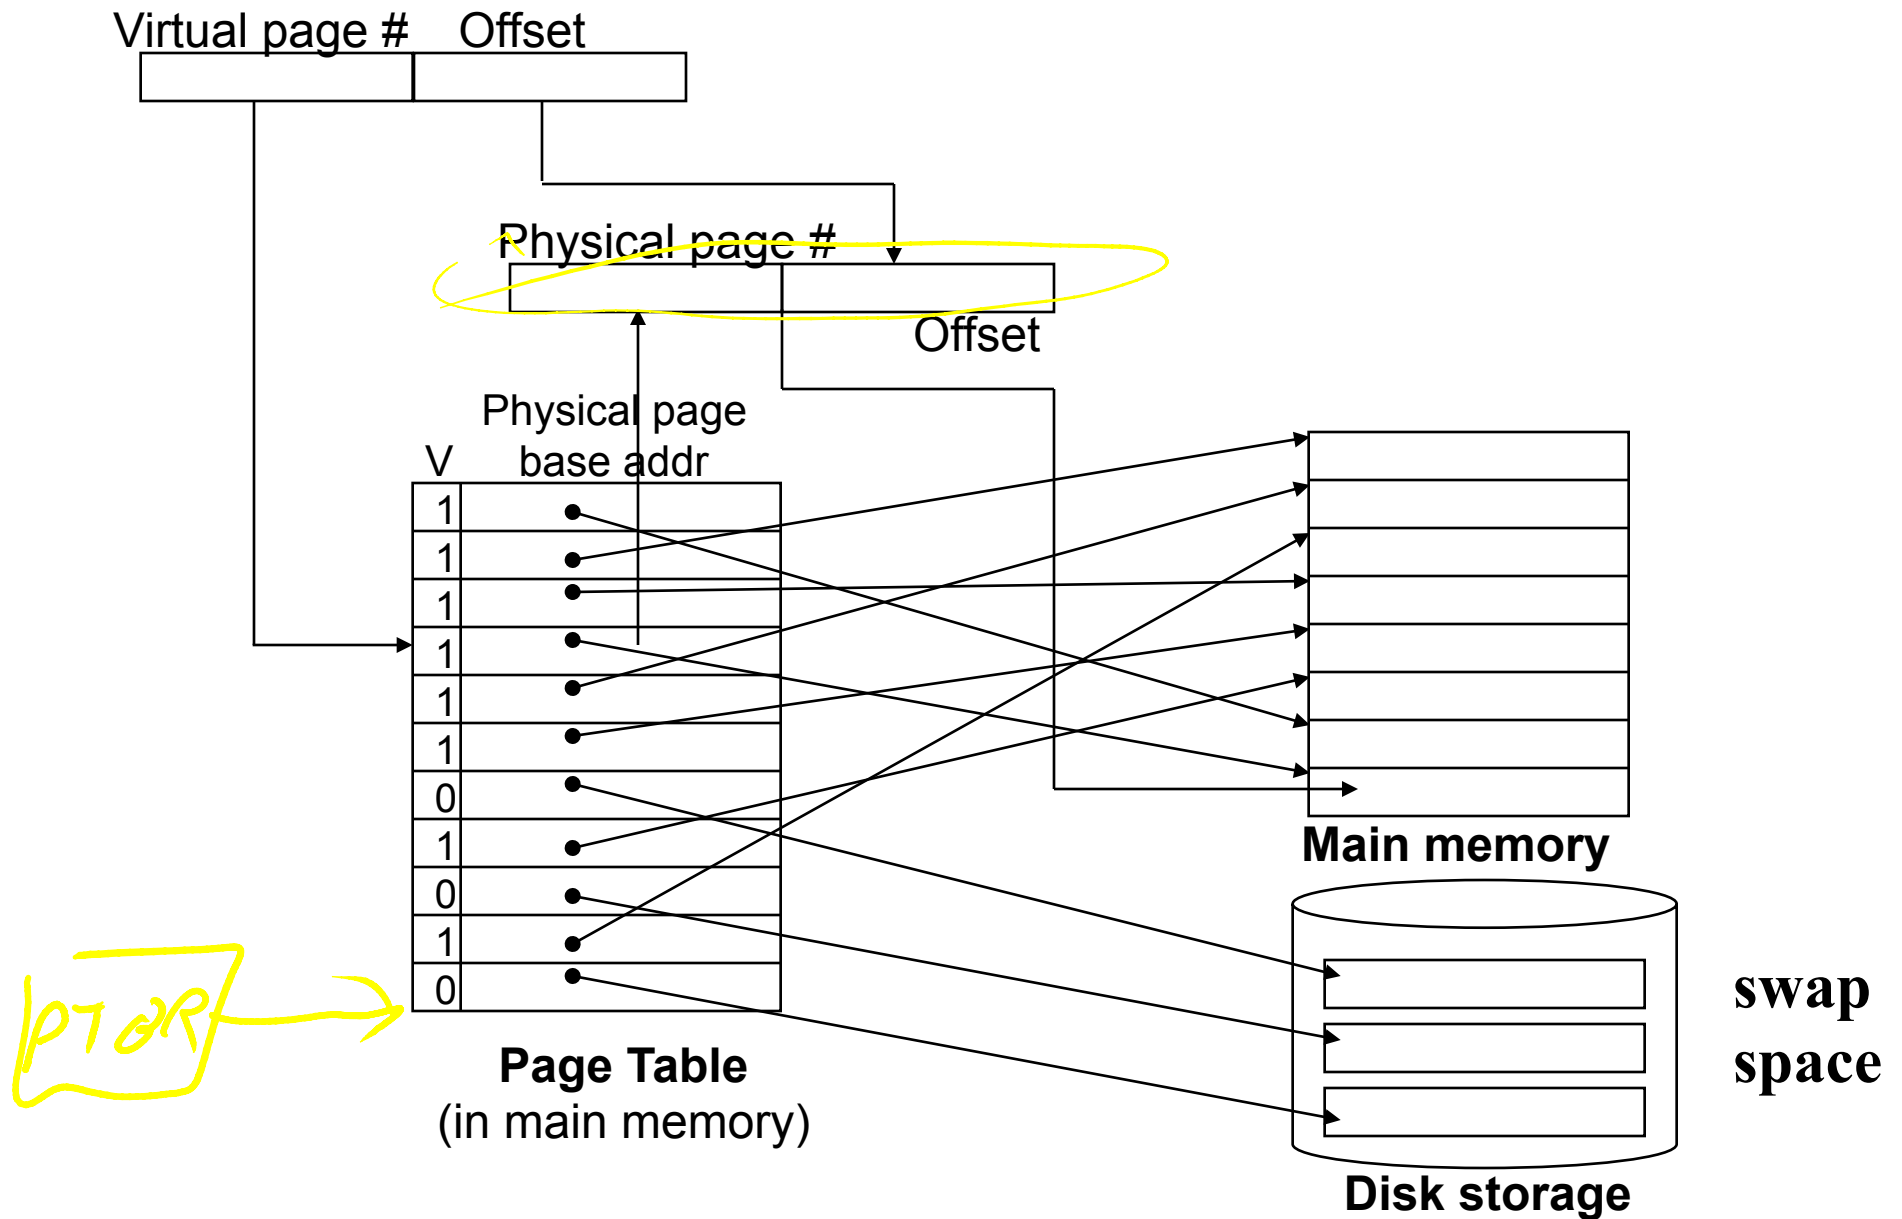 Virtual page # Offset
Physical page #
Offset
Physical page
V base addr
1
1
1
1
1
1
0
1
0
1
0
Main memory
swap
space
Page Table
(in main memory)
Disk storage